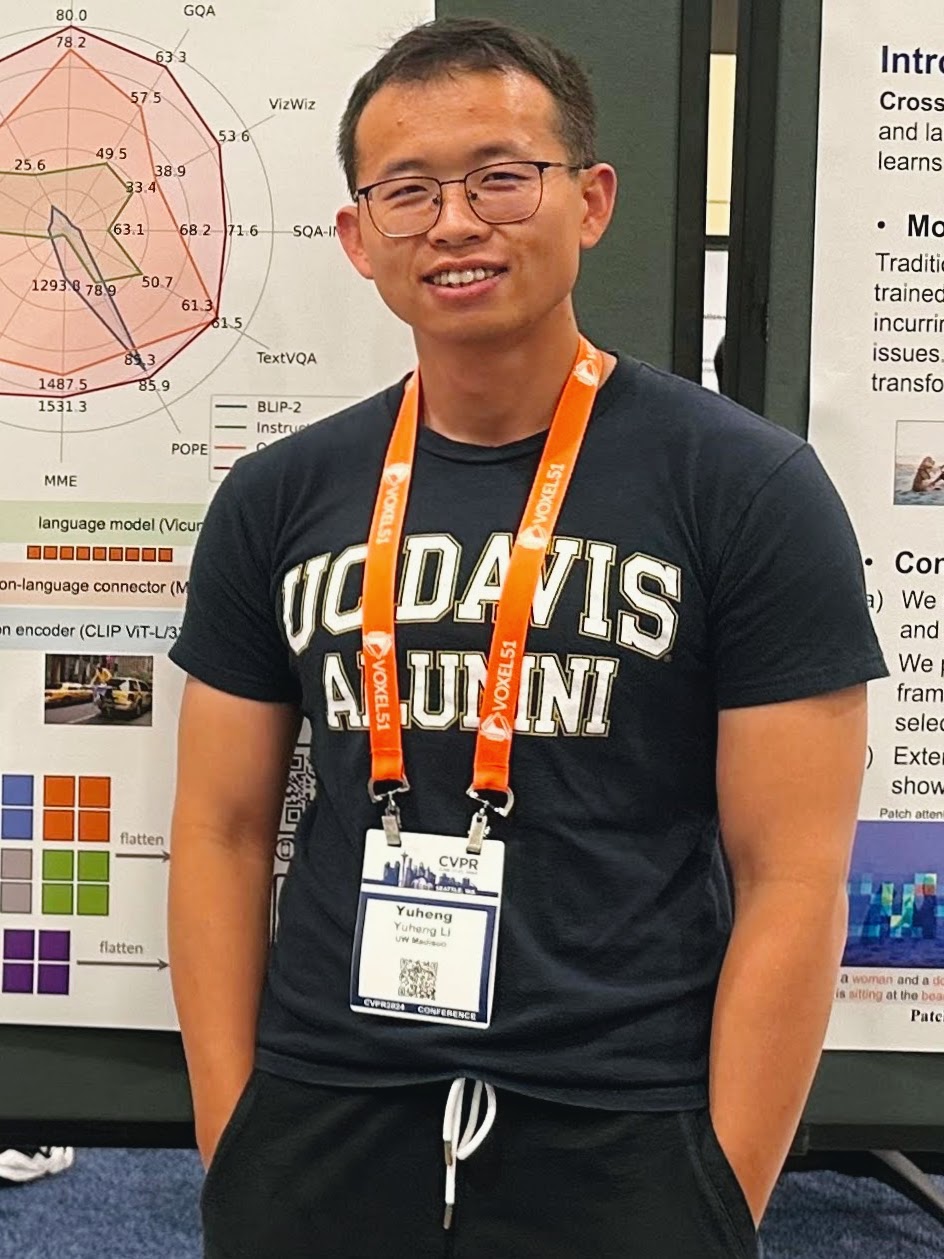 80.0
78.2
GQA
63.3
57.5
VizWiz
53.6
25.6
49.5
33.4
38.9
63.1
68.2
71.6
SQA-I
1293.8
78.9
50.7
61.3
61.5
TextVQA
85.3
85.9
1487.5
1531.3
BLIP-2
Instruc
POPE
MME
language model (Vicun
on-language connector (M
on encoder (CLIP ViT-L/3
flatten
flatten
VOXEL51
VOXEL51
VOXEL51
VOXEL51
UC DAVIS
ALUMNI
CVPR
SEATTLE, WA
Yuheng
Yuheng Li
UW Madison
CVPR2024 CONFERENCE
Intro
Cross
and la
learns
• Mo
Traditi
trained
incurrin
issues.
transfo
• Con
a) We
and
We p
fram
selec
) Exter
show
Patch atten
a woman and a do
is sitting at the bea
Patc